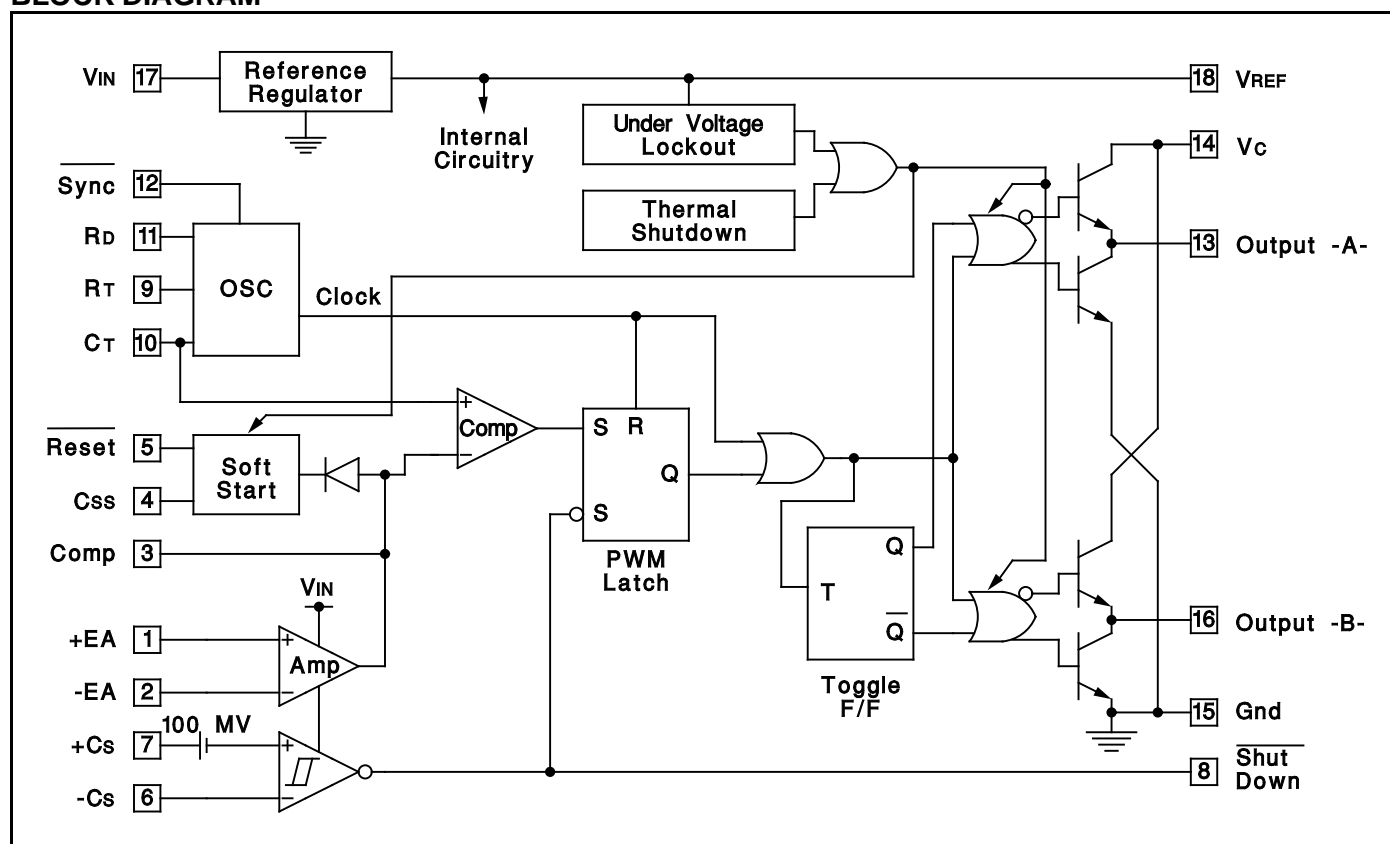 BLOCK DIAGRAM
VIN 17
Reference
Regulator
18 VREF
Internal
Circuitry
Under Voltage
Lockout
14 VC
Sync 12
Thermal
Shutdown
RD 11
13 Output -A-
RT 9
OSC
Clock
CT 10
+
Comp
-
S R
Reset 5
Soft
Start
Q
CSS 4
S
Comp 3
PWM
Latch
Q
VIN
T
+EA 1
+
Amp
16 Output -B-
Q
-EA 2
-
Toggle
F/F
100 MV
15 Gnd
+CS 7
+
8 Shut
Down
-CS 6
-